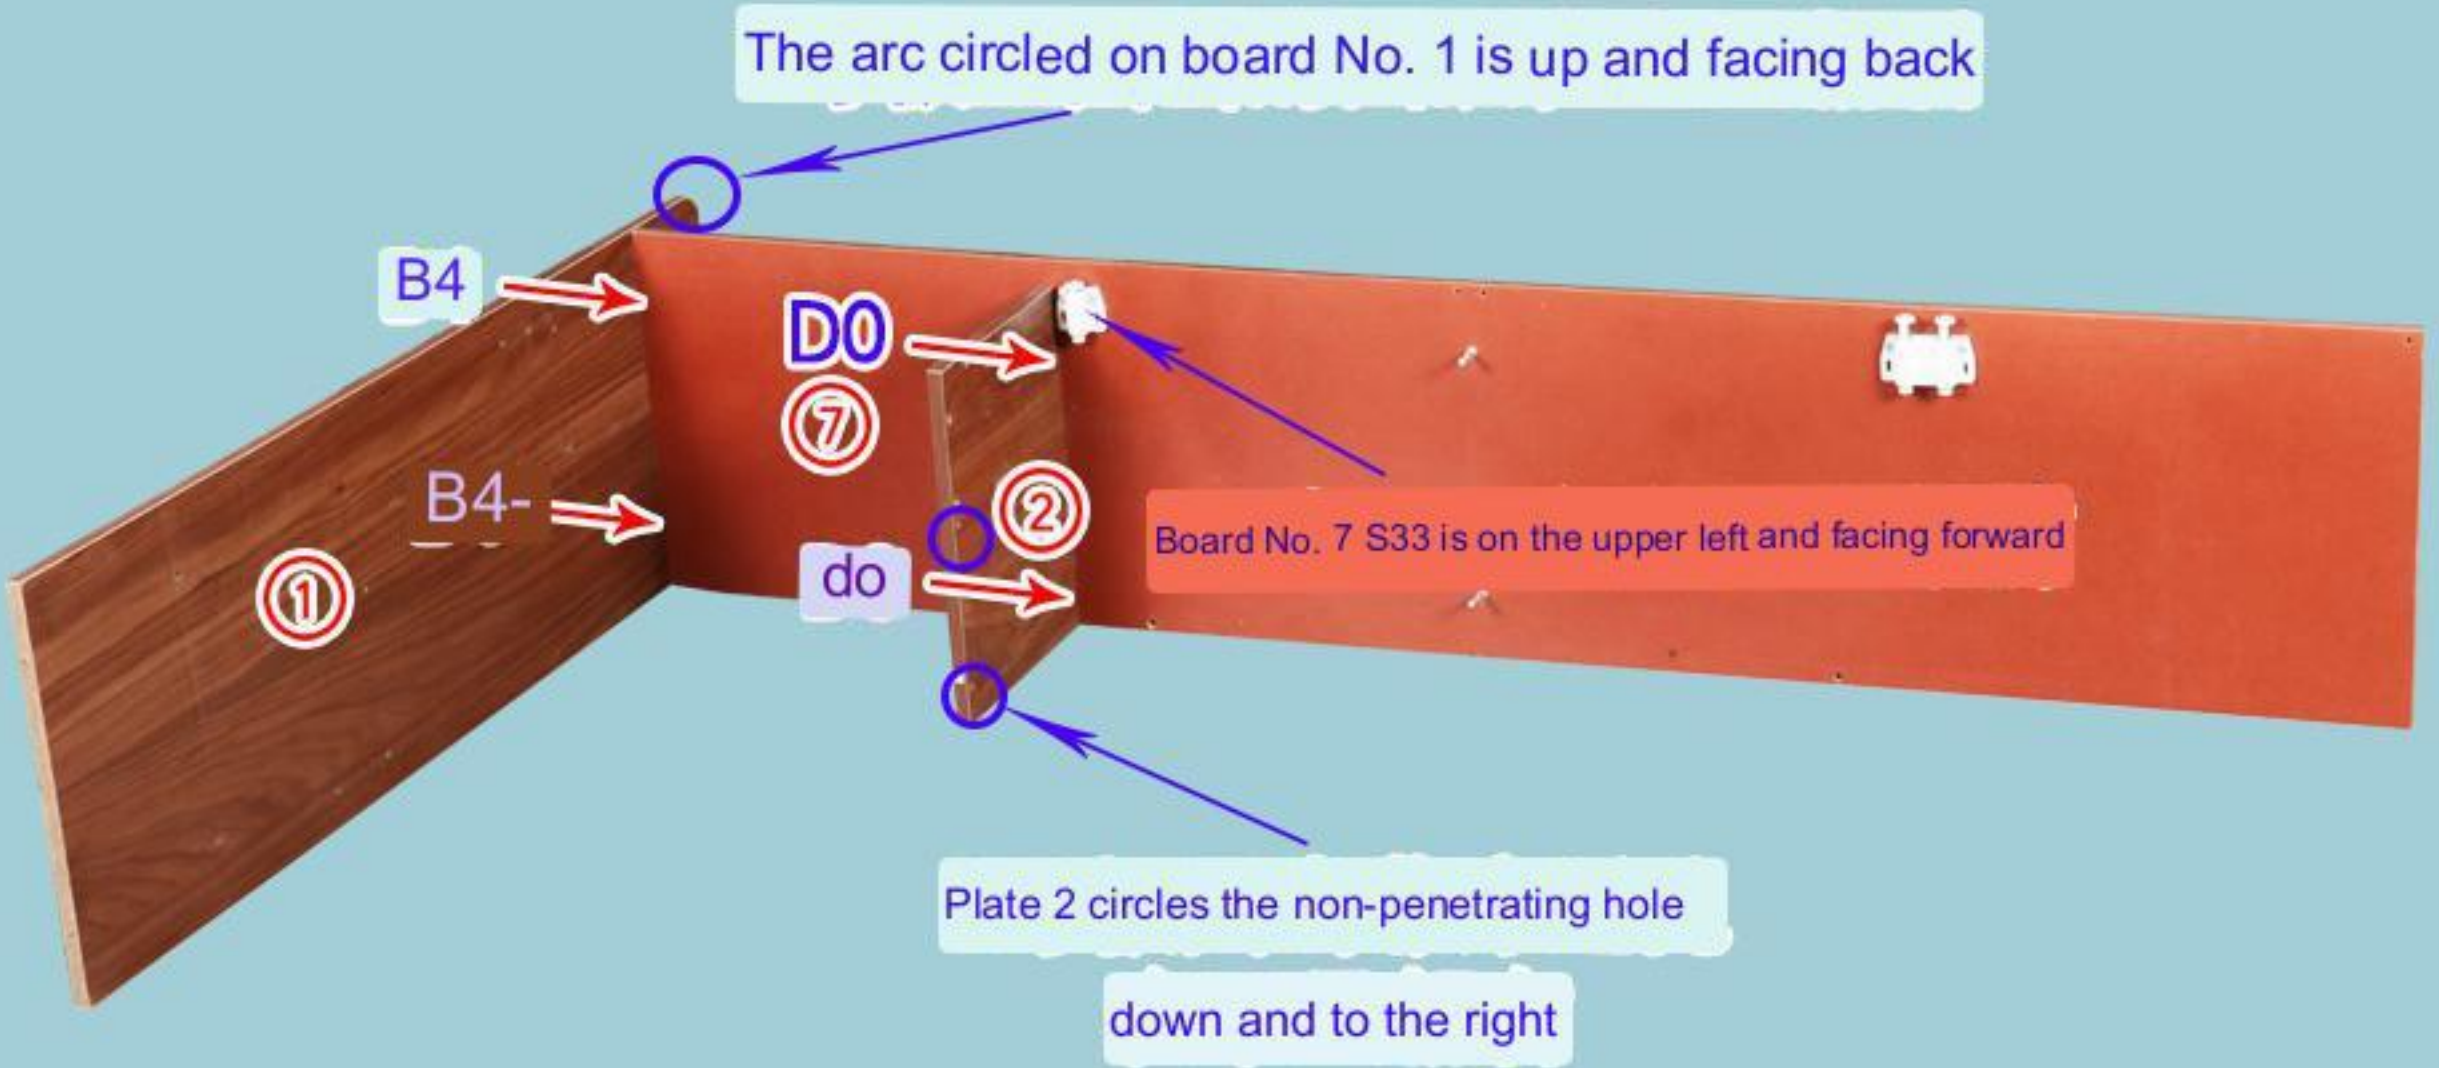 The arc circled on board No. 1 is up and facing back
B4
D0
⑦
B4-
②
Board No. 7 S33 is on the upper left and facing forward
do
①
Plate 2 circles the non-penetrating hole
down and to the right